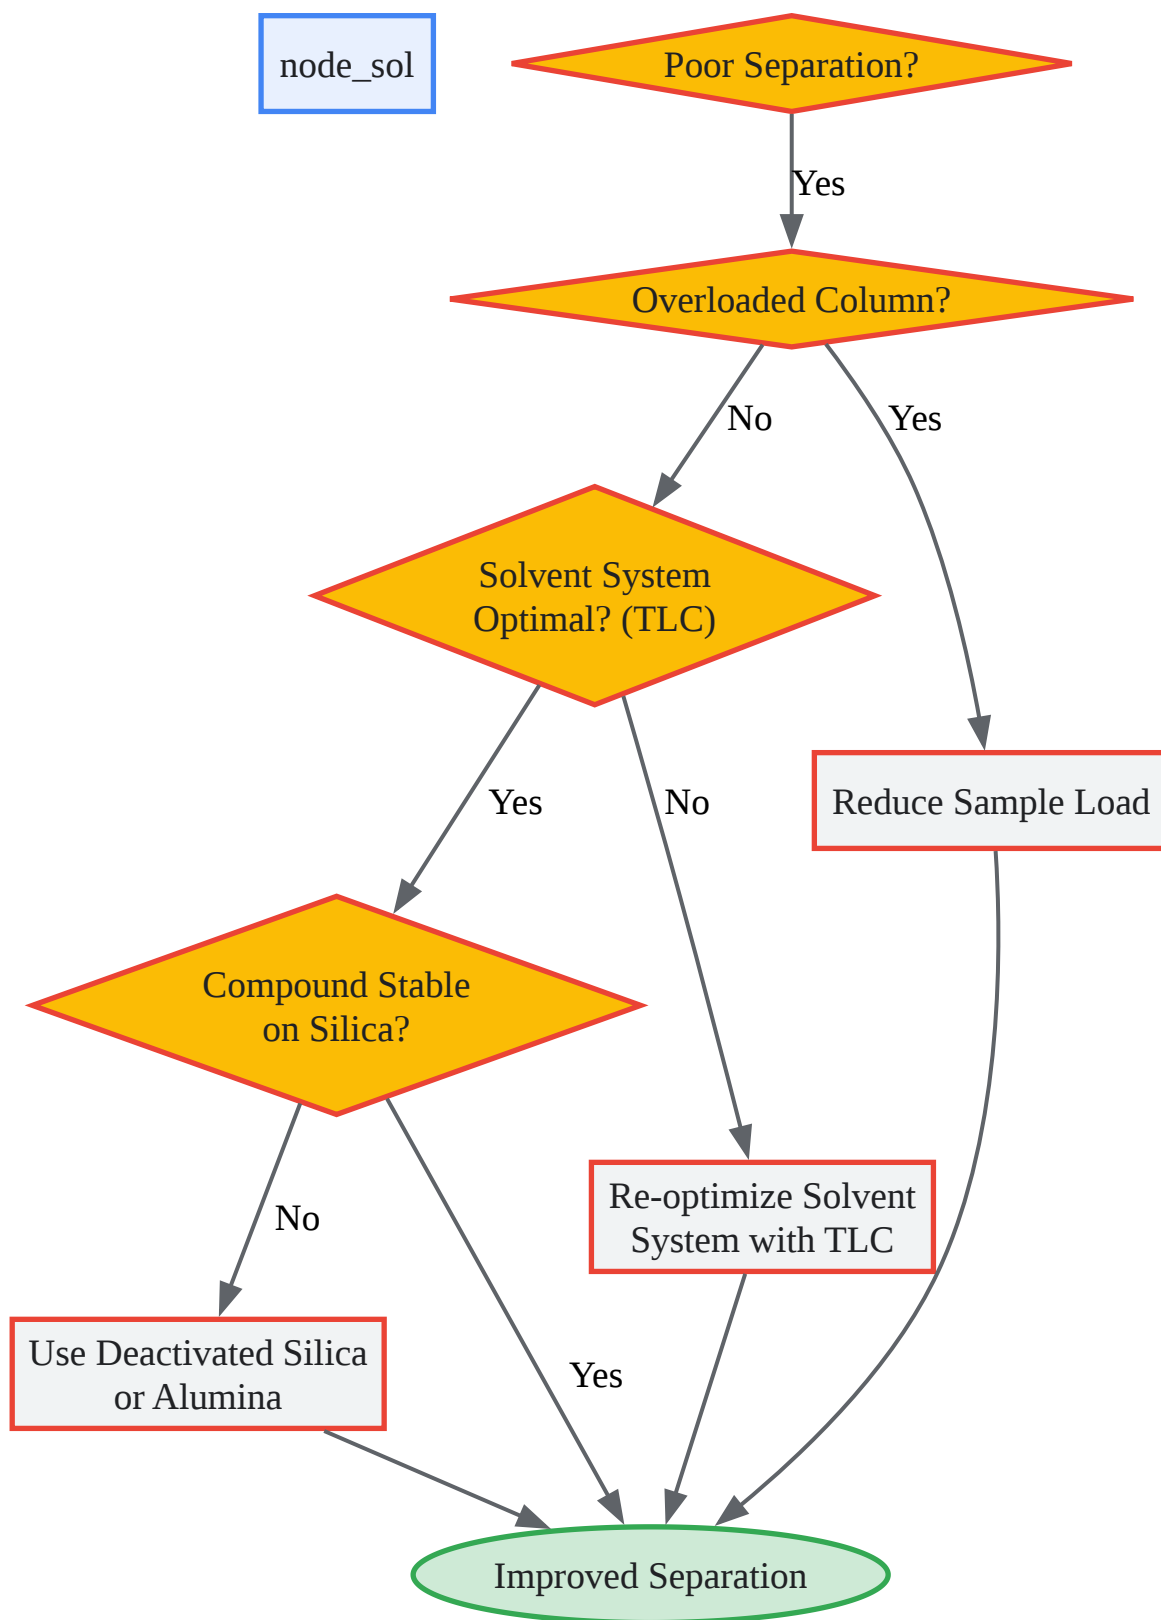 node_sol
Poor Separation?
Yes
Overloaded Column?
No
Yes
Solvent System
Optimal? (TLC)
Yes
No
Reduce Sample Load
Compound Stable
on Silica?
No
Re-optimize Solvent
System with TLC
Use Deactivated Silica
or Alumina
Yes
Improved Separation